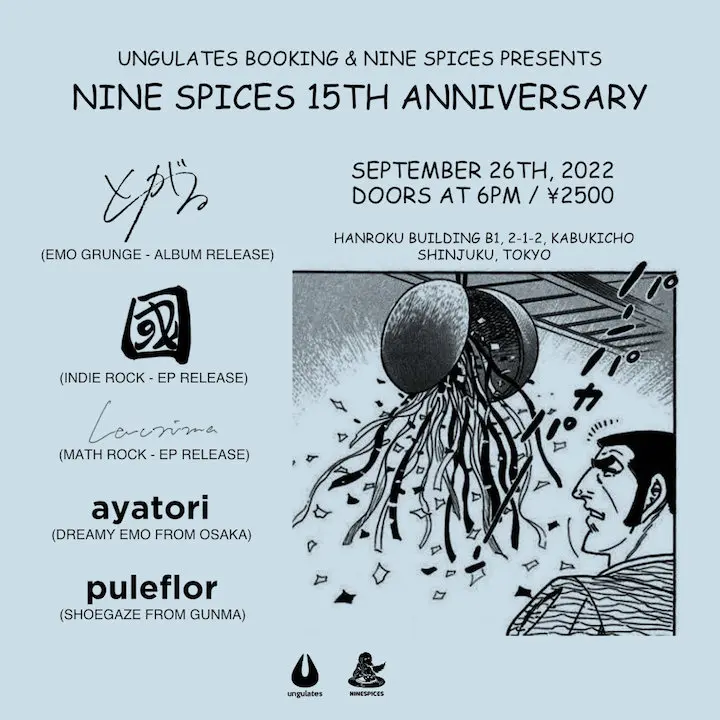 UNGULATES BOOKING & NINE SPICES PRESENTS
NINE SPICES 15TH ANNIVERSARY
とがる
(EMO GRUNGE - ALBUM RELEASE)
國
(INDIE ROCK - EP RELEASE)
Lacrima
(MATH ROCK - EP RELEASE)
ayatori
(DREAMY EMO FROM OSAKA)
puleflor
(SHOEGAZE FROM GUNMA)
SEPTEMBER 26TH, 2022
DOORS AT 6PM / ¥2500
HANROKU BUILDING B1, 2-1-2, KABUKICHO
SHINJUKU, TOKYO
ungulates
NINESPICES